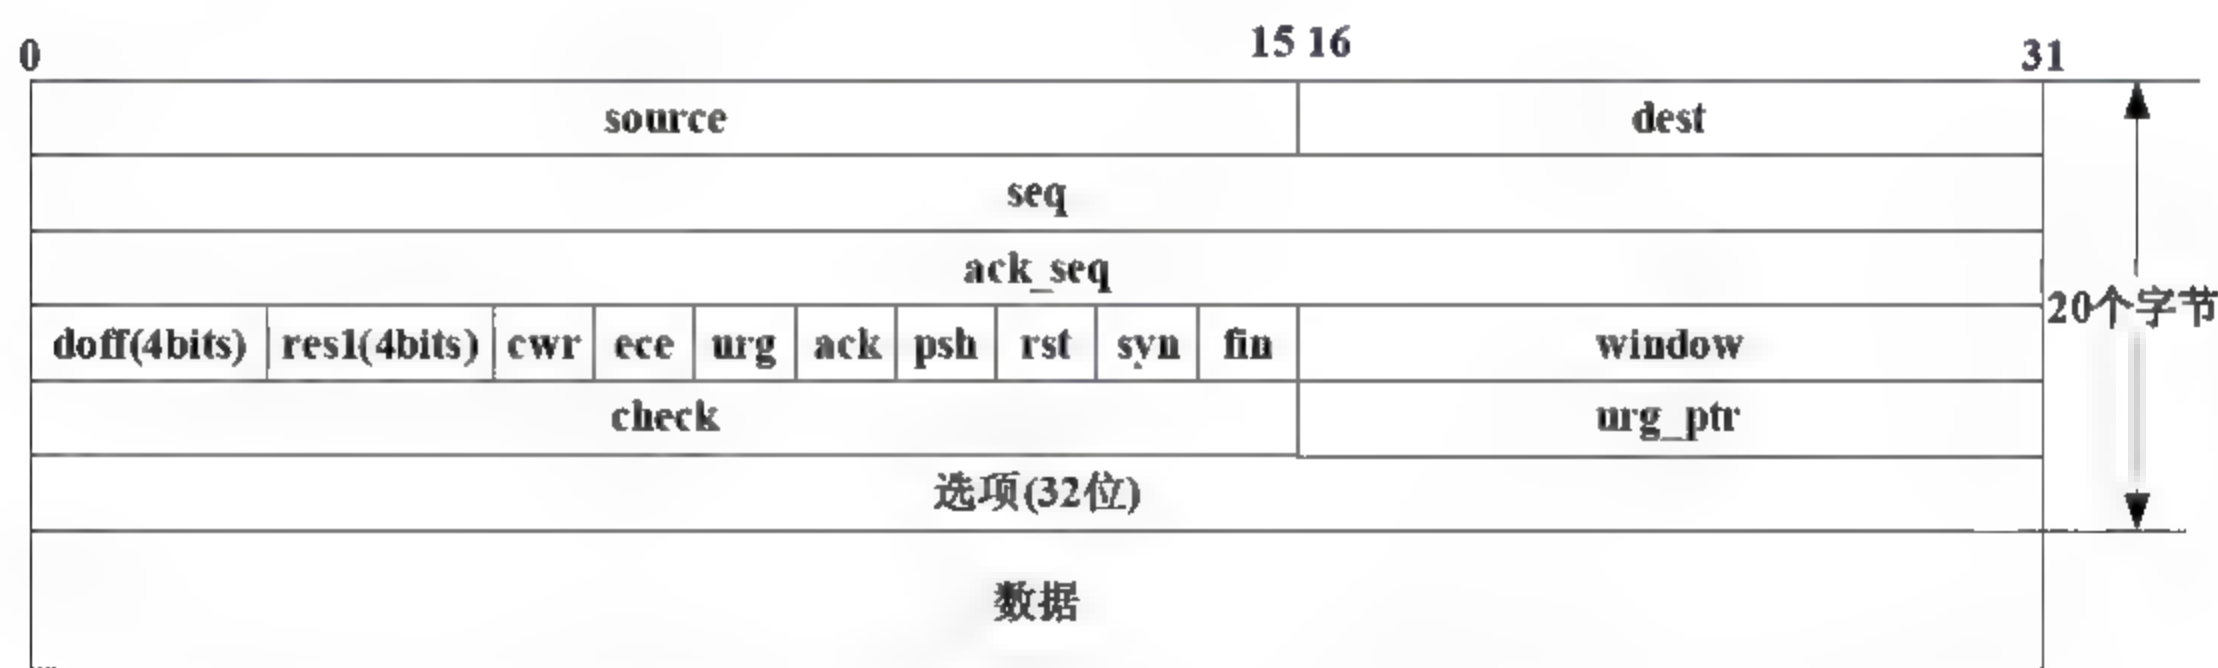 0 15 16 31
source dest
seq
ack_seq
20个字节
doff(4bits) res1(4bits) cwr ece urg ack psh rst syn fin window
check urg_ptr
选项(32位)
数据